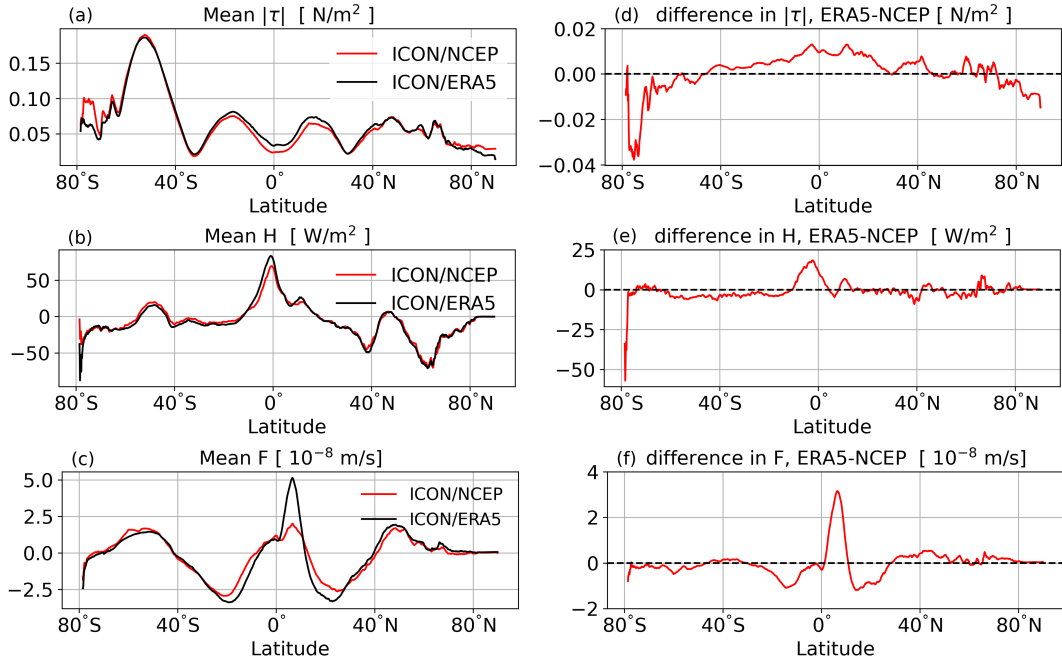 (a) Mean |τ| [ N/m² ]
0.15
0.10
0.05
ICON/NCEP
ICON/ERA5
80°S 40°S 0° 40°N 80°N
Latitude
(d) difference in |τ|, ERA5-NCEP [ N/m² ]
0.02
0.00
−0.02
−0.04
80°S 40°S 0° 40°N 80°N
Latitude
(b) Mean H [ W/m² ]
50
0
−50
ICON/NCEP
ICON/ERA5
80°S 40°S 0° 40°N 80°N
Latitude
(e) difference in H, ERA5-NCEP [ W/m² ]
25
0
−25
−50
80°S 40°S 0° 40°N 80°N
Latitude
(c) Mean F [ 10⁻⁸ m/s]
5.0
2.5
0.0
−2.5
ICON/NCEP
ICON/ERA5
80°S 40°S 0° 40°N 80°N
Latitude
(f) difference in F, ERA5-NCEP [ 10⁻⁸ m/s]
4
2
0
−2
80°S 40°S 0° 40°N 80°N
Latitude